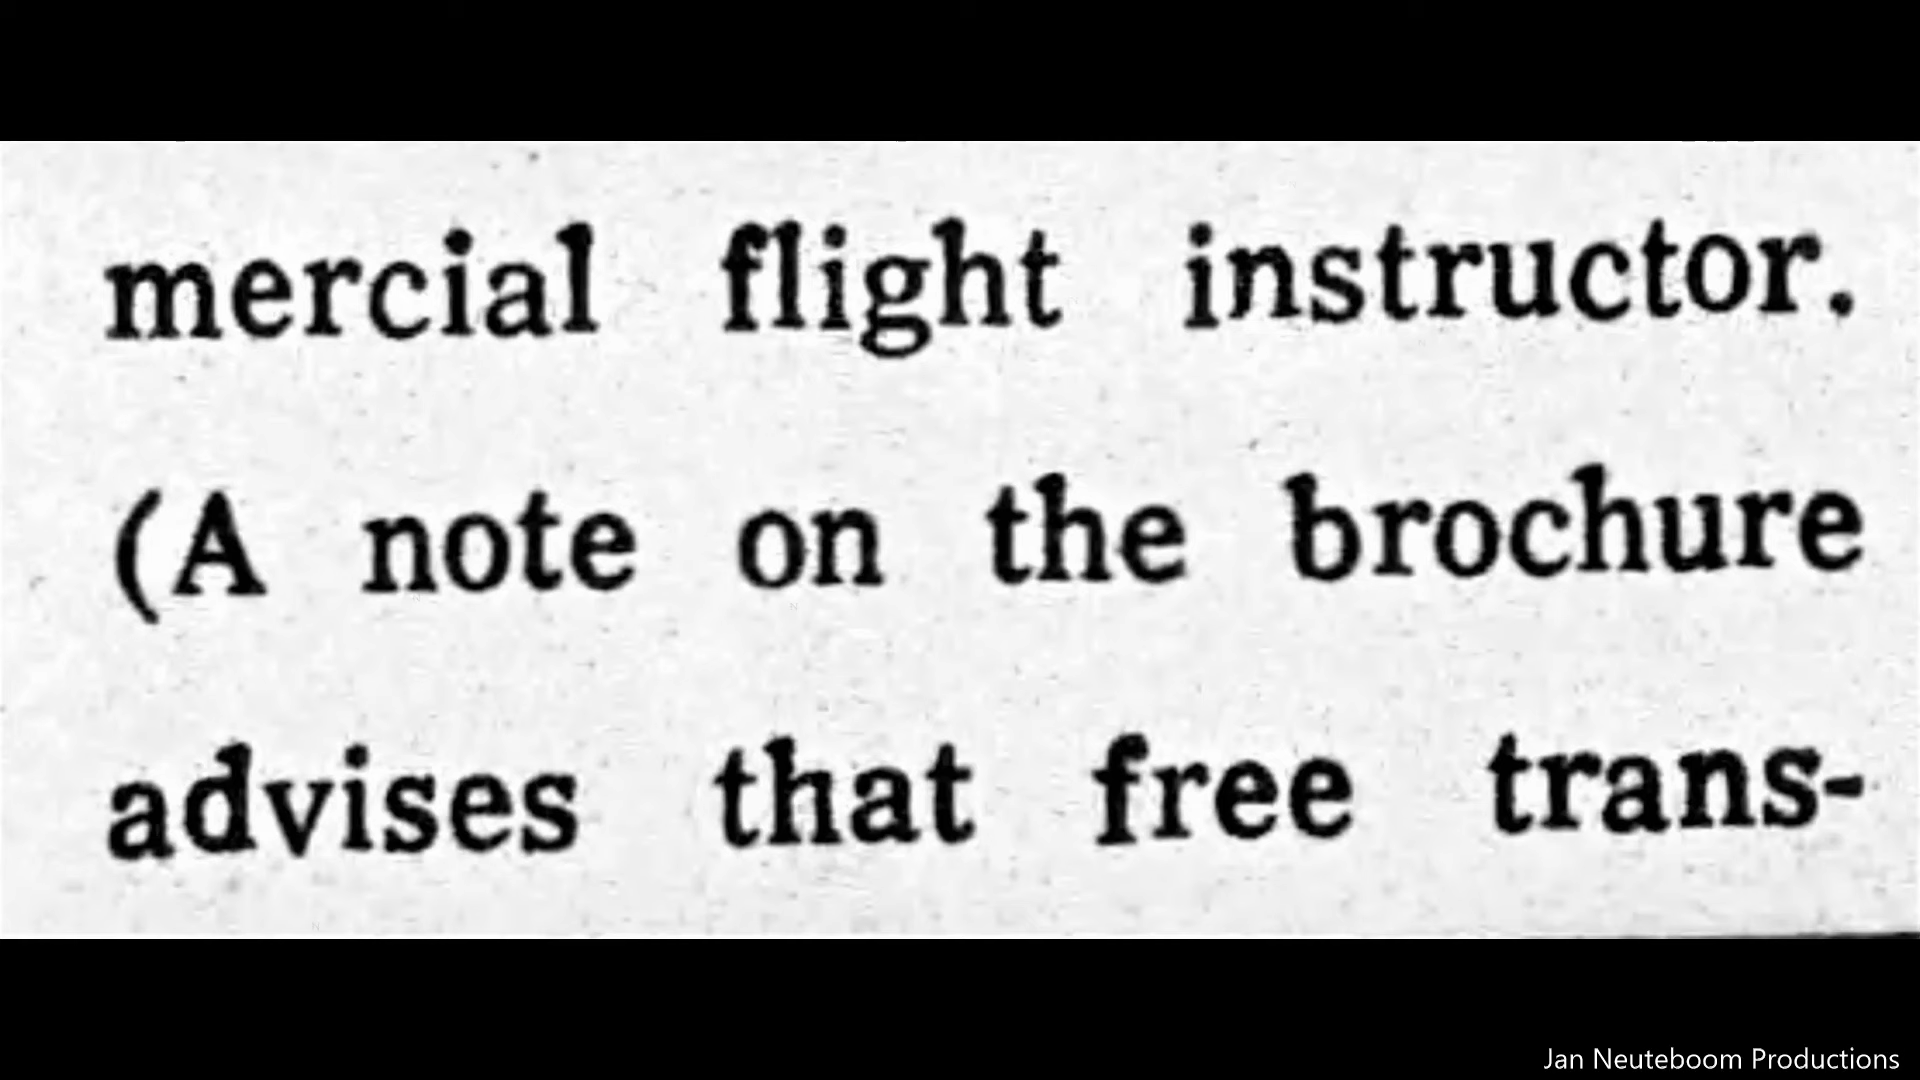 mercial flight instructor.
(A note on the brochure
advises that free trans-
Jan Neuteboom Productions